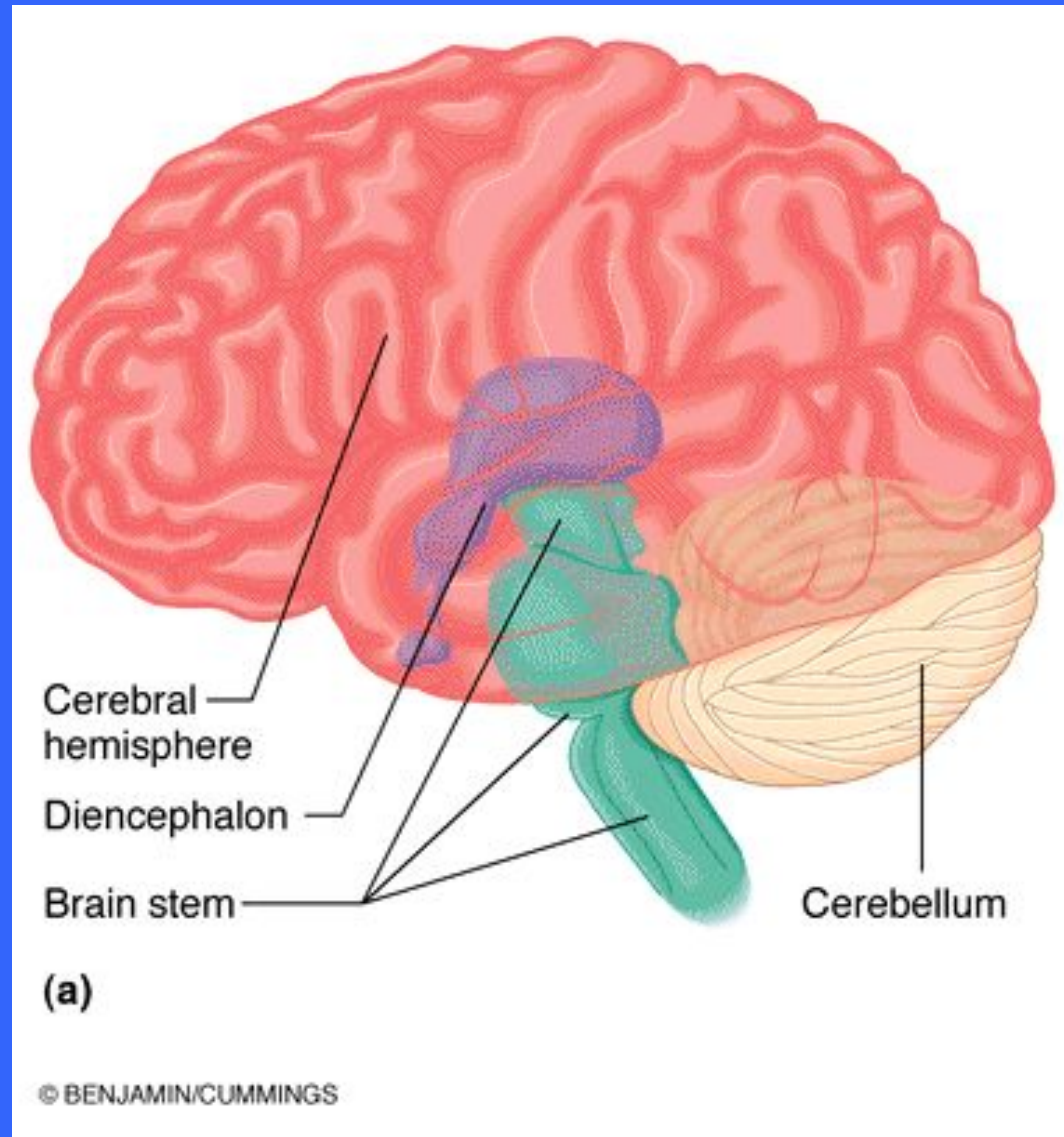 Cerebral
hemisphere
Diencephalon
Brain stem
Cerebellum
(a)
© BENJAMIN/CUMMINGS